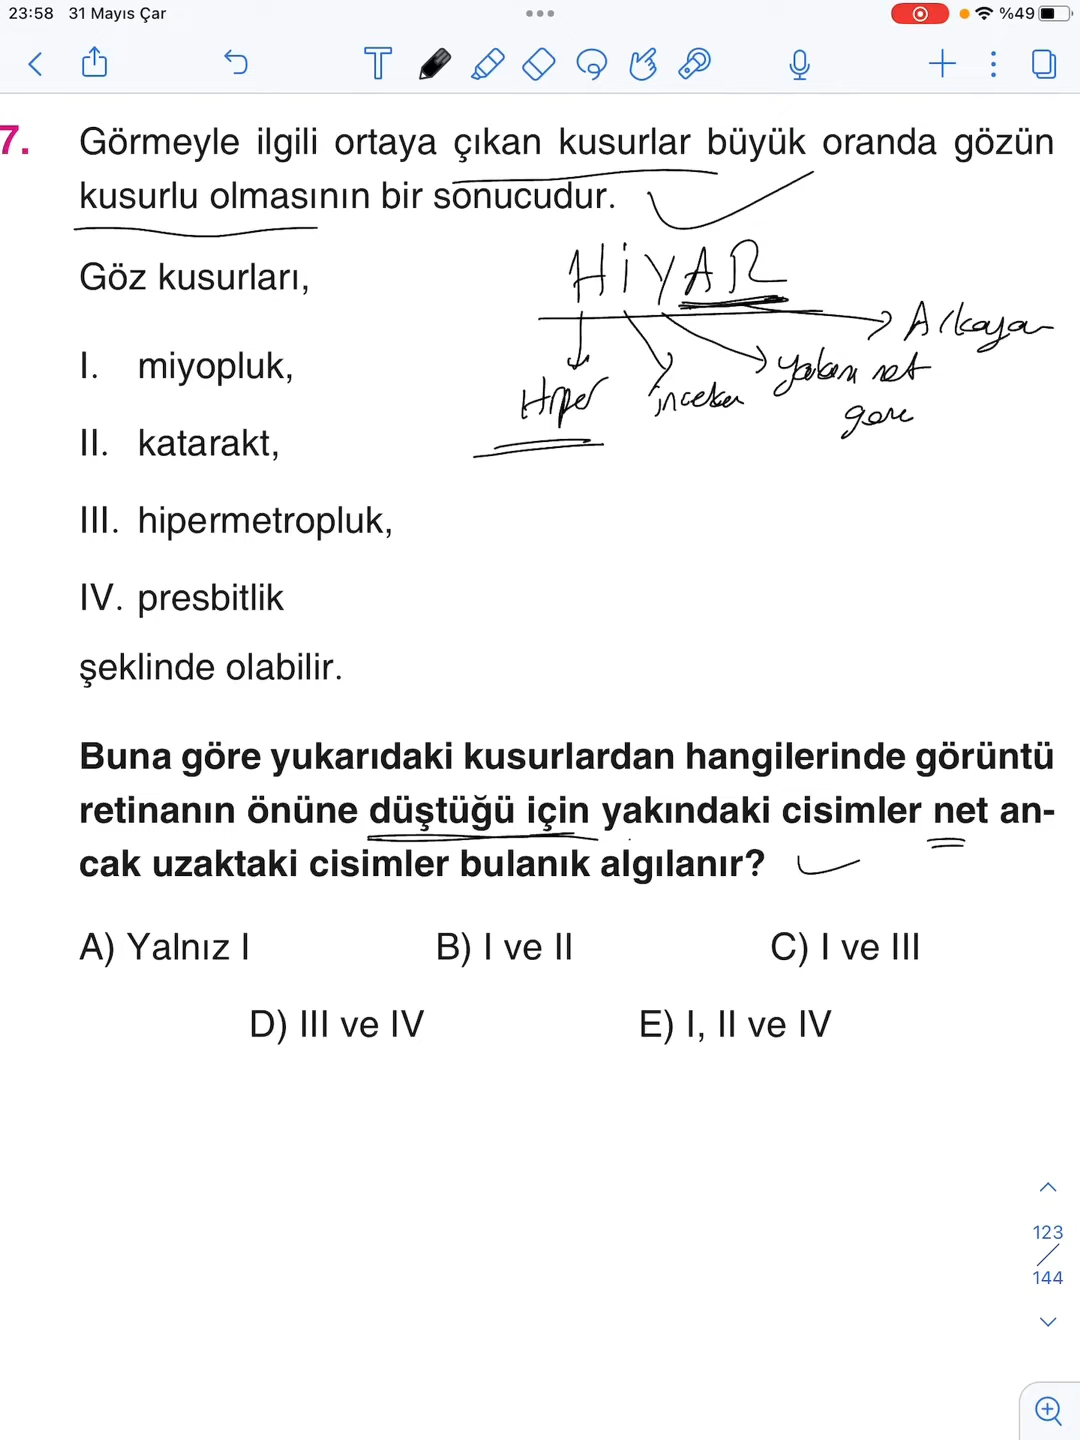 23:58 31 Mayıs Çar
%49
T
7. Görmeyle ilgili ortaya çıkan kusurlar büyük oranda gözün
kusurlu olmasının bir sonucudur.
HİYAR
Göz kusurları,
Arkaya
I. miyopluk,
yakını net
Hiper
göre
II. katarakt,
III. hipermetropluk,
IV. presbitlik
şeklinde olabilir.
Buna göre yukarıdaki kusurlardan hangilerinde görüntü
retinanın önüne düştüğü için yakındaki cisimler net an-
cak uzaktaki cisimler bulanık algılanır?
A) Yalnız I B) I ve II C) I ve III
D) III ve IV E) I, II ve IV
123
144